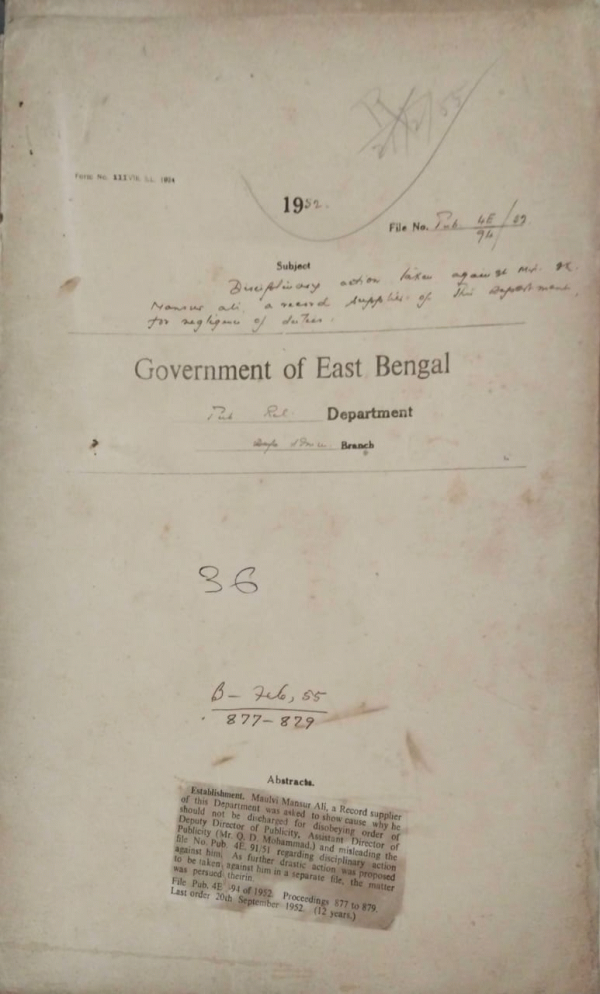 1952.
File No. Pub 4E/
94
Subject
Disciplinary action taken against Md.
Mansur Ali, a record supplier of this Department,
for negligence of duties.
Government of East Bengal
Department
Branch
36
B- Feb, 55
877-879
Abstracts.
Establishment. Maulvi Mansur Ali, a Record supplier
of this Department was asked to show cause why he
should not be discharged for disobeying order of
Deputy Director of Publicity, Assistant Director of
Publicity (Mr. Q. D. Mohammad.) and misleading the
file No. Pub. 4E. 91/51 regarding disciplinary action
against him. As further drastic action was proposed
to be taken against him in a separate file, the matter
was persued therin.
File Pub. 4E -94 of 1952. Proceedings 877 to 879.
Last order 20th September 1952. (12 years.)